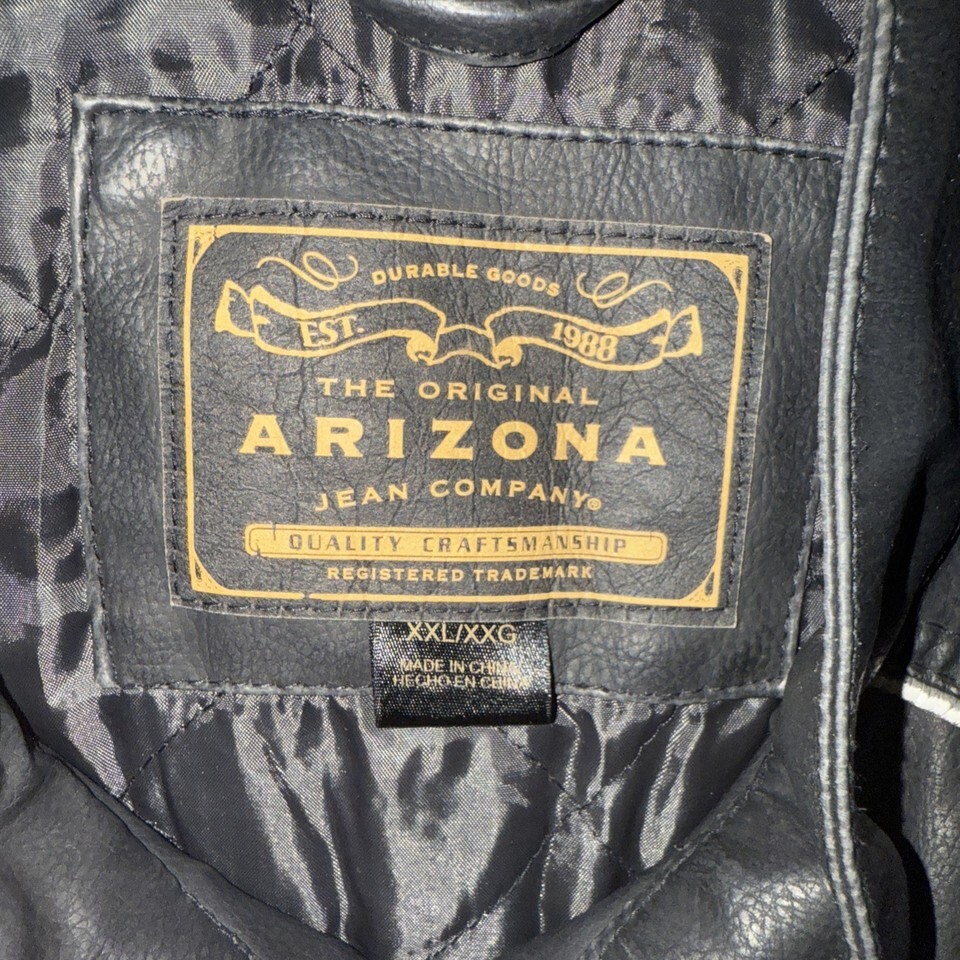 DURABLE GOODS
EST. 1988
THE ORIGINAL
ARIZONA
JEAN COMPANY®
QUALITY CRAFTSMANSHIP
REGISTERED TRADEMARK
XXL/XXG
MADE IN CHINA
HECHO EN CHINA